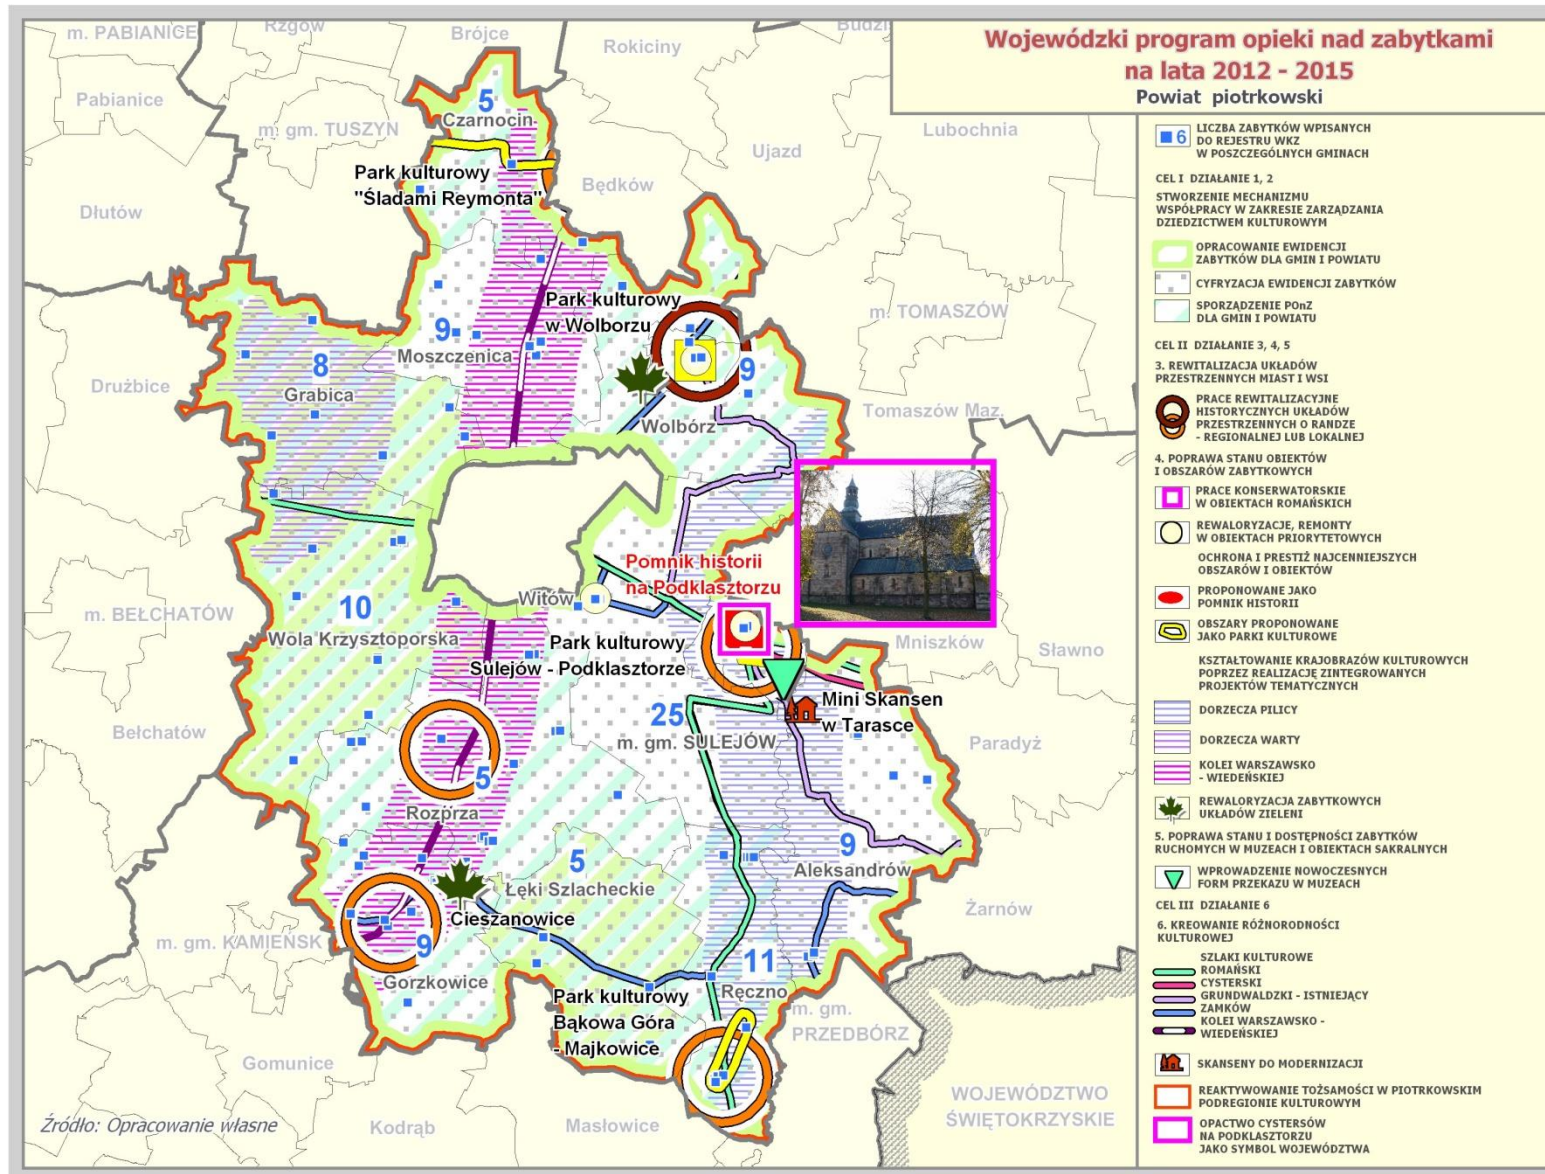 Wojewódzki program opieki nad zabytkami
na lata 2012 - 2015
Powiat piotrkowski
m. PABIANICE
Rzgów
Brójce
Rokiciny
Pabianice
m. gm. TUSZYN
5
Czarnocin
Ujazd
Lubochnia
Park kulturowy
"Śladami Reymonta"
Będków
Dłutów
Park kulturowy
w Wolborzu
m. TOMASZÓW
9
Moszczenica
8
Grabica
9
Drużbice
Wolbórz
Tomaszów Maz.
Pomnik historii
na Podklasztorzu
Witów
10
Wola Krzysztoporska
m. BEŁCHATÓW
Park kulturowy
Sulejów - Podklasztorze
Mniszków
Sławno
Mini Skansen
w Tarasce
25
m. gm. SULEJÓW
Bełchatów
Paradyż
5
Rozprza
5
Łęki Szlacheckie
9
Aleksandrów
Cieszanowice
Żarnów
m. gm. KAMIEŃSK
9
Gorzkowice
11
Ręczno
Park kulturowy
Bąkowa Góra
- Majkowice
m. gm.
PRZEDBÓRZ
Gomunice
WOJEWÓDZTWO
ŚWIĘTOKRZYSKIE
Źródło: Opracowanie własne
Kodrąb
Masłowice
6 LICZBA ZABYTKÓW WPISANYCH
DO REJESTRU WKZ
W POSZCZEGÓLNYCH GMINACH
CEL I DZIAŁANIE 1, 2
STWORZENIE MECHANIZMU
WSPÓŁPRACY W ZAKRESIE ZARZĄDZANIA
DZIEDZICTWEM KULTUROWYM
OPRACOWANIE EWIDENCJI
ZABYTKÓW DLA GMIN I POWIATU
CYFRYZACJA EWIDENCJI ZABYTKÓW
SPORZĄDZENIE POnZ
DLA GMIN I POWIATU
CEL II DZIAŁANIE 3, 4, 5
3. REWITALIZACJA UKŁADÓW
PRZESTRZENNYCH MIAST I WSI
PRACE REWITALIZACYJNE
HISTORYCZNYCH UKŁADÓW
PRZESTRZENNYCH O RANDZE
- REGIONALNEJ LUB LOKALNEJ
4. POPRAWA STANU OBIEKTÓW
I OBSZARÓW ZABYTKOWYCH
PRACE KONSERWATORSKIE
W OBIEKTACH ROMAŃSKICH
REWALORYZACJE, REMONTY
W OBIEKTACH PRIORYTETOWYCH
OCHRONA I PRESTIŻ NAJCENNIEJSZYCH
OBSZARÓW I OBIEKTÓW
PROPONOWANE JAKO
POMNIK HISTORII
OBSZARY PROPONOWANE
JAKO PARKI KULTUROWE
KSZTAŁTOWANIE KRAJOBRAZÓW KULTUROWYCH
POPRZEZ REALIZACJĘ ZINTEGROWANYCH
PROJEKTÓW TEMATYCZNYCH
DORZECZA PILICY
DORZECZA WARTY
KOLEI WARSZAWSKO
- WIEDEŃSKIEJ
REWALORYZACJA ZABYTKOWYCH
UKŁADÓW ZIELENI
5. POPRAWA STANU I DOSTĘPNOŚCI ZABYTKÓW
RUCHOMYCH W MUZEACH I OBIEKTACH SAKRALNYCH
WPROWADZENIE NOWOCZESNYCH
FORM PRZEKAZU W MUZEACH
CEL III DZIAŁANIE 6
6. KREOWANIE RÓŻNORODNOŚCI
KULTUROWEJ
SZLAKI KULTUROWE
ROMAŃSKI
CYSTERSKI
GRUNDWALDZKI - ISTNIEJĄCY
ZAMKÓW
KOLEI WARSZAWSKO -
WIEDEŃSKIEJ
SKANSENY DO MODERNIZACJI
REAKTYWOWANIE TOŻSAMOŚCI W PIOTRKOWSKIM
PODREGIONIE KULTUROWYM
OPACTWO CYSTERSÓW
NA PODKLASZTORZU
JAKO SYMBOL WOJEWÓDZTWA